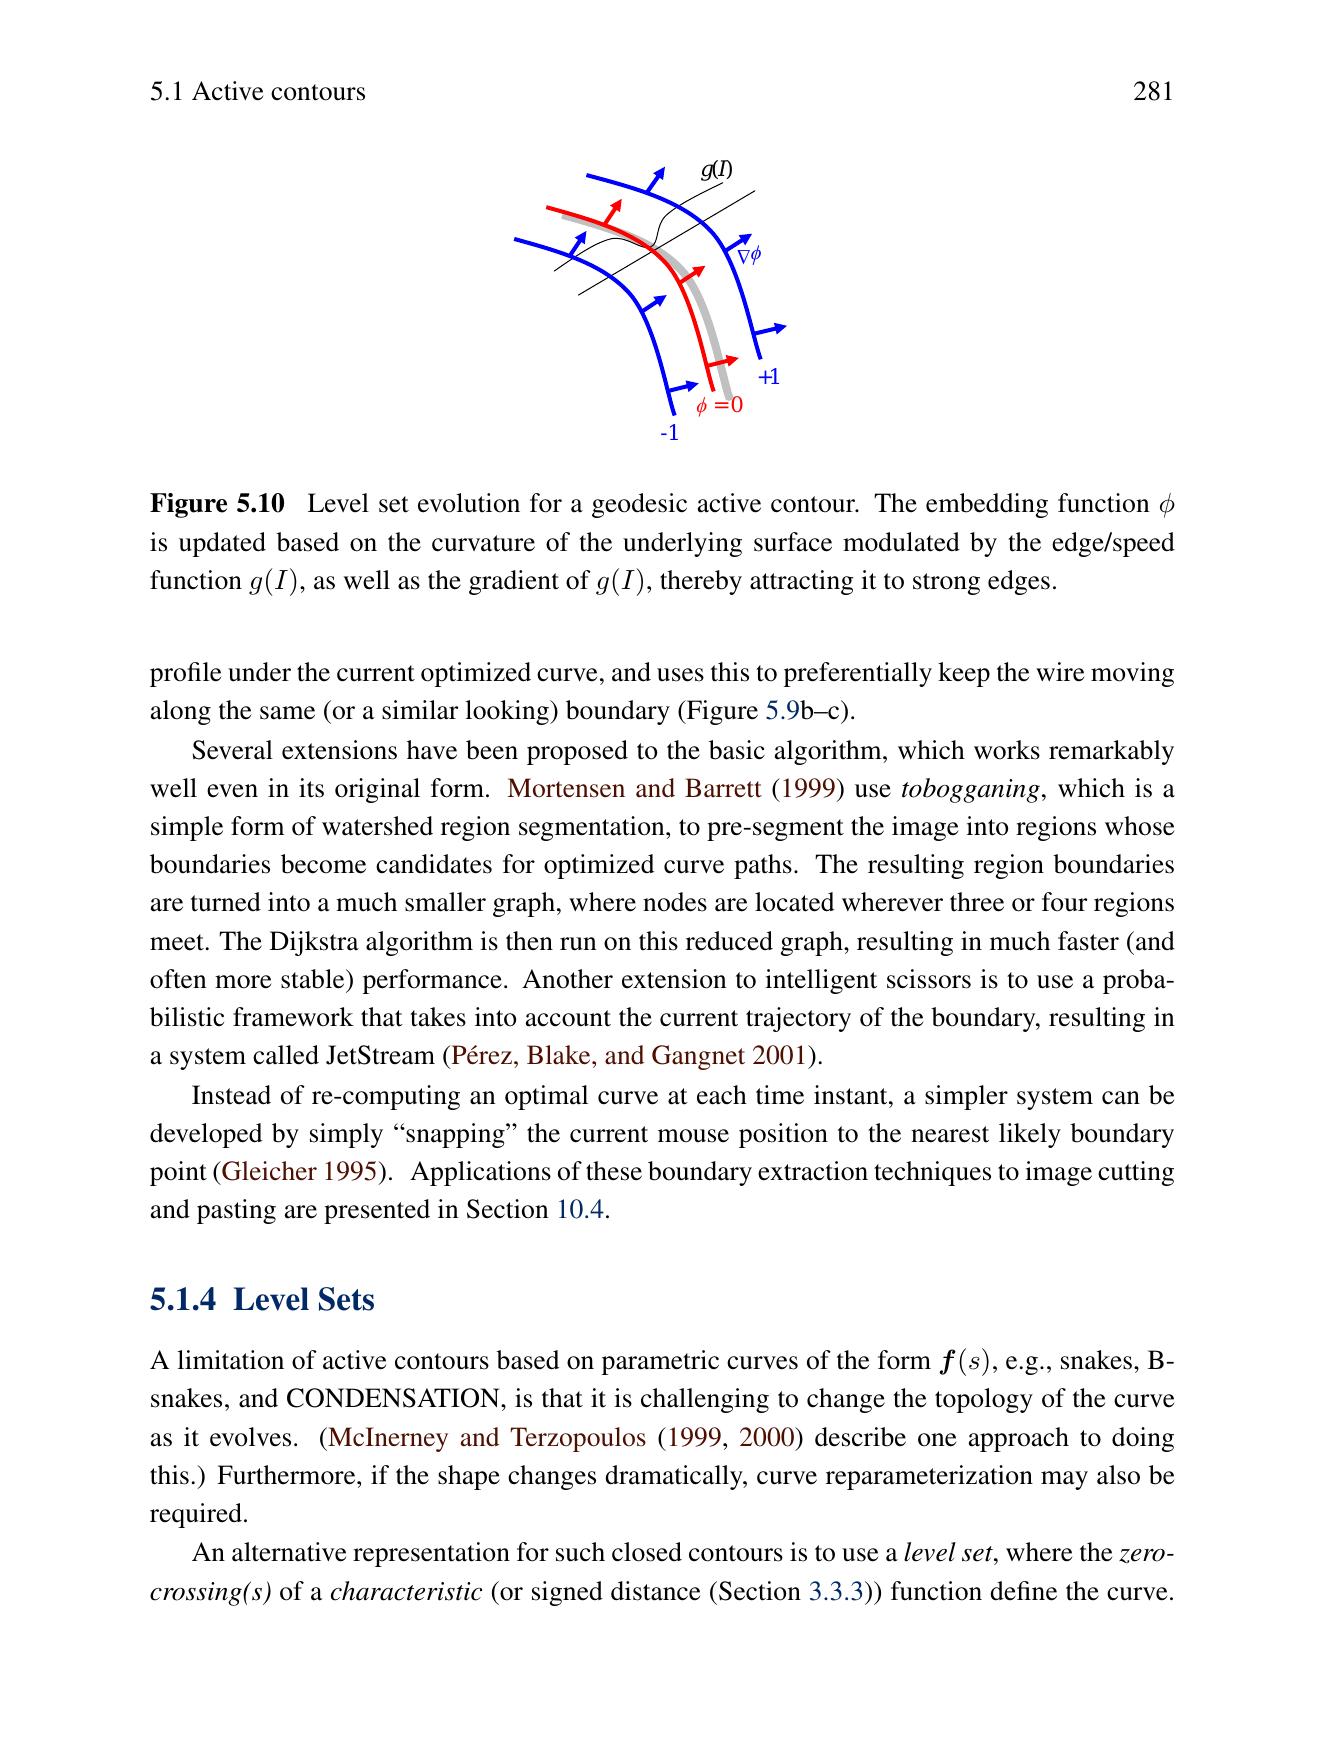 5.1 Active contours 281
g(I)
∇ϕ
+1
ϕ = 0
-1
Figure 5.10 Level set evolution for a geodesic active contour. The embedding function ϕ
is updated based on the curvature of the underlying surface modulated by the edge/speed
function g(I), as well as the gradient of g(I), thereby attracting it to strong edges.
profile under the current optimized curve, and uses this to preferentially keep the wire moving
along the same (or a similar looking) boundary (Figure 5.9b–c).
Several extensions have been proposed to the basic algorithm, which works remarkably
well even in its original form. Mortensen and Barrett (1999) use tobogganing, which is a
simple form of watershed region segmentation, to pre-segment the image into regions whose
boundaries become candidates for optimized curve paths. The resulting region boundaries
are turned into a much smaller graph, where nodes are located wherever three or four regions
meet. The Dijkstra algorithm is then run on this reduced graph, resulting in much faster (and
often more stable) performance. Another extension to intelligent scissors is to use a proba-
bilistic framework that takes into account the current trajectory of the boundary, resulting in
a system called JetStream (Pérez, Blake, and Gangnet 2001).
Instead of re-computing an optimal curve at each time instant, a simpler system can be
developed by simply “snapping” the current mouse position to the nearest likely boundary
point (Gleicher 1995). Applications of these boundary extraction techniques to image cutting
and pasting are presented in Section 10.4.
5.1.4 Level Sets
A limitation of active contours based on parametric curves of the form f(s), e.g., snakes, B-
snakes, and CONDENSATION, is that it is challenging to change the topology of the curve
as it evolves. (McInerney and Terzopoulos (1999, 2000) describe one approach to doing
this.) Furthermore, if the shape changes dramatically, curve reparameterization may also be
required.
An alternative representation for such closed contours is to use a level set, where the zero-
crossing(s) of a characteristic (or signed distance (Section 3.3.3)) function define the curve.